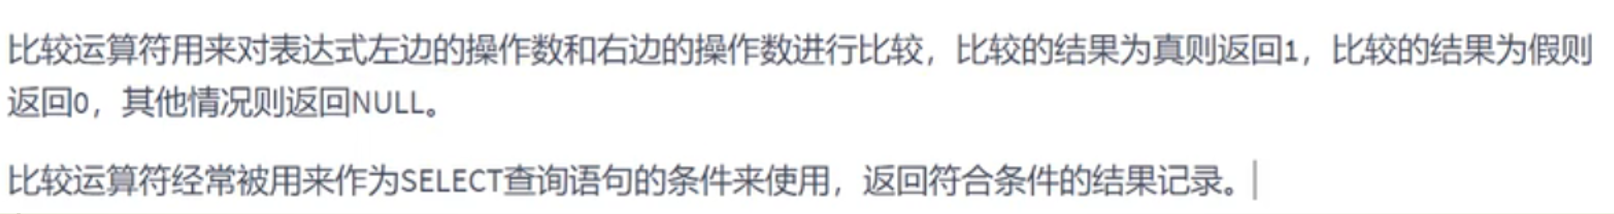 比较运算符用来对表达式左边的操作数和右边的操作数进行比较，比较的结果为真则返回1，比较的结果为假则
返回0，其他情况则返回NULL。
比较运算符经常被用来作为SELECT查询语句的条件来使用，返回符合条件的结果记录。